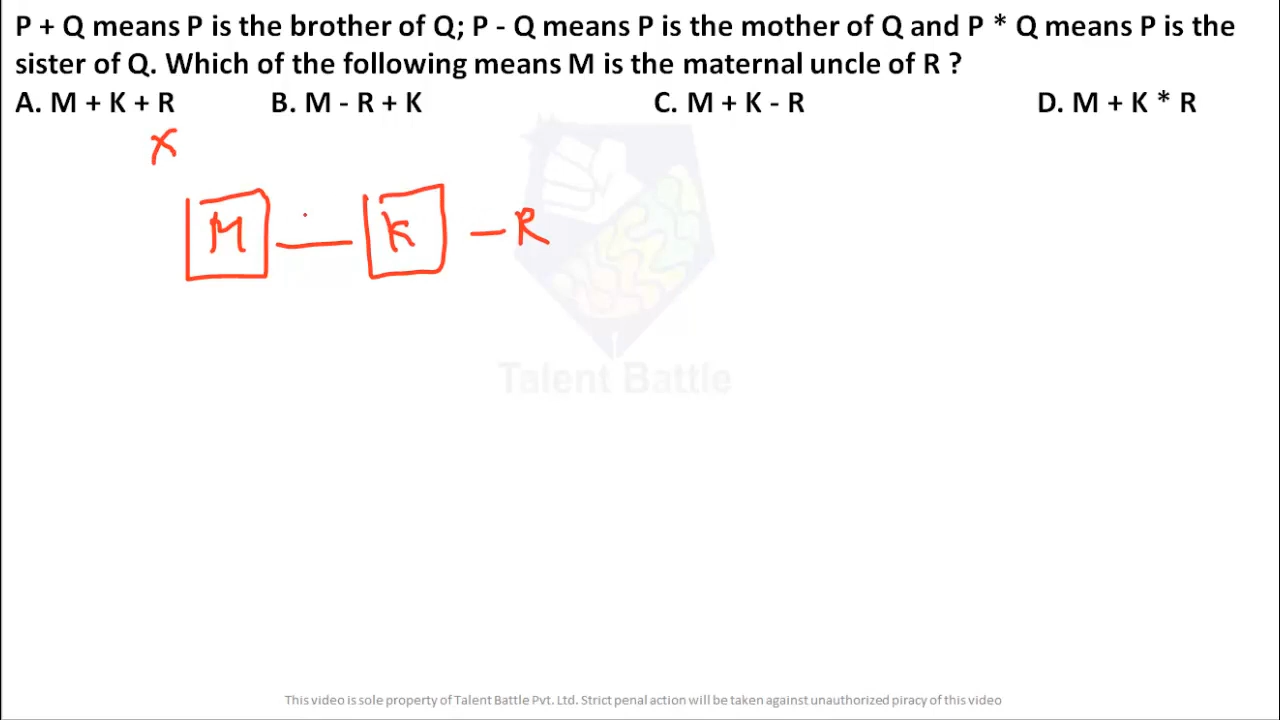 P + Q means P is the brother of Q; P - Q means P is the mother of Q and P * Q means P is the
sister of Q. Which of the following means M is the maternal uncle of R ?
A. M + K + R B. M - R + K C. M + K - R D. M + K * R
X
M — K — R
Talent Battle
This video is sole property of Talent Battle Pvt. Ltd. Strict penal action will be taken against unauthorized piracy of this video